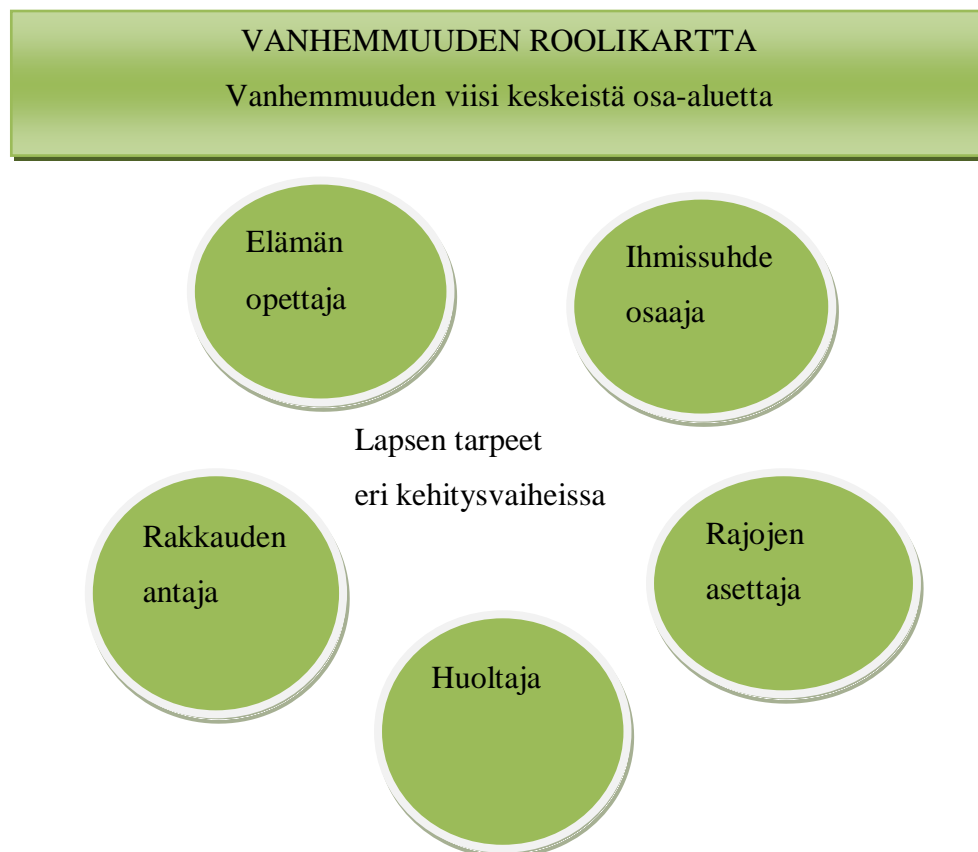 VANHEMMUUDEN ROOLIKARTTA
Vanhemmuuden viisi keskeistä osa-aluetta
Elämän
opettaja
Ihmissuhde
osaaja
Lapsen tarpeet
eri kehitysvaiheissa
Rakkauden
antaja
Rajojen
asettaja
Huoltaja